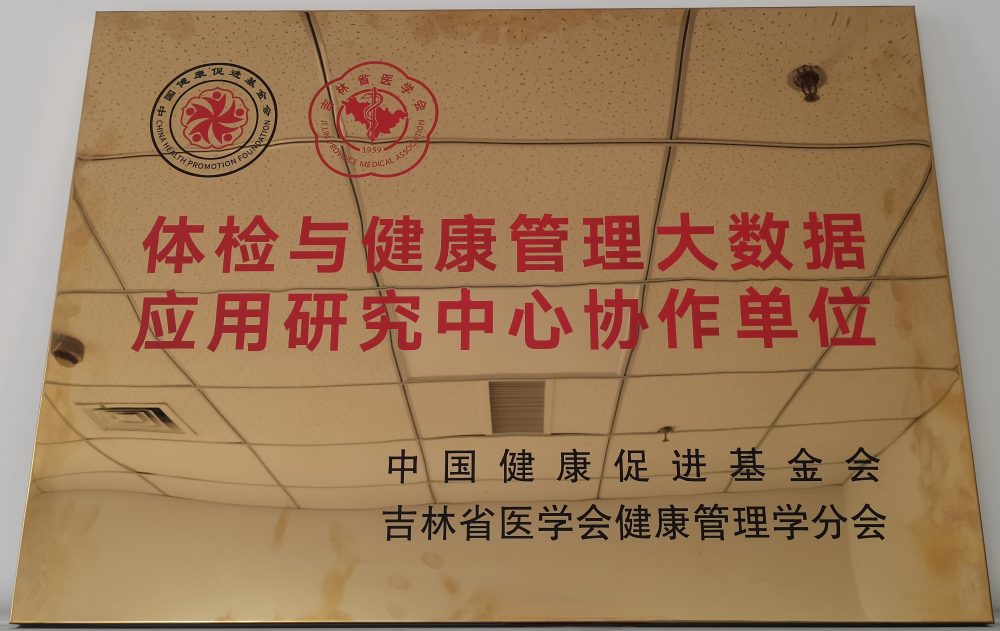 中国健康促进基金会
CHINA HEALTH PROMOTION FOUNDATION
吉林省医学会
1959
JILIN PROVINCE MEDICAL ASSOCIATION
体检与健康管理大数据
应用研究中心协作单位
中国健康促进基金会
吉林省医学会健康管理学分会